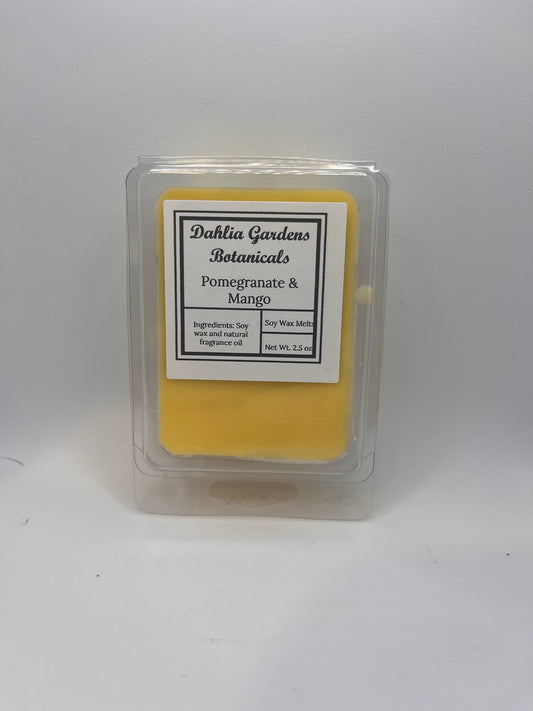 Dahlia Gardens
Botanicals
Pomegranate &
Mango
Ingredients: Soy
wax and natural
fragrance oil
Soy Wax Melts
Net Wt. 2.5 oz